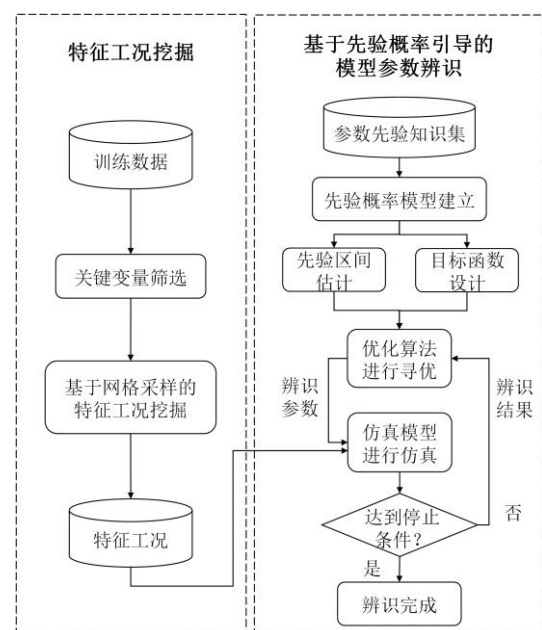 特征工况挖掘
训练数据
关键变量筛选
基于网格采样的
特征工况挖掘
特征工况
基于先验概率引导的
模型参数辨识
参数先验知识集
先验概率模型建立
先验区间
估计
目标函数
设计
优化算法
进行寻优
辨识
参数
辨识
结果
仿真模型
进行仿真
达到停止
条件？
否
是
辨识完成